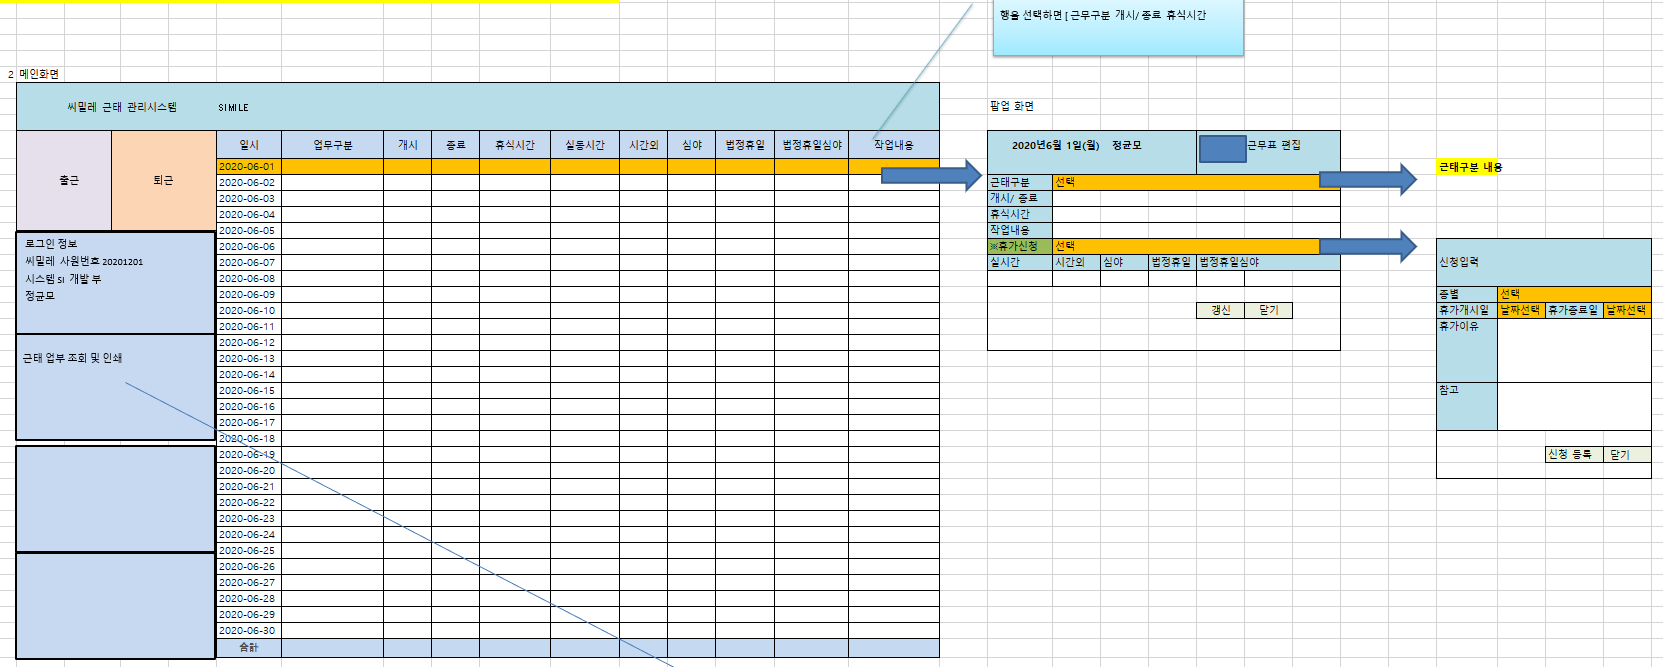 행을 선택하면 [ 근무구분 개시/ 종료 휴식시간
2 메인화면
씨밀레 근태 관리시스템 SIMILE
출근 퇴근
일시 업무구분 개시 종료 휴식시간 실동시간 시간외 심야 법정휴일 법정휴일심야 작업내용
2020-06-01
2020-06-02
2020-06-03
2020-06-04
2020-06-05
2020-06-06
2020-06-07
2020-06-08
2020-06-09
2020-06-10
2020-06-11
2020-06-12
2020-06-13
2020-06-14
2020-06-15
2020-06-16
2020-06-17
2020-06-18
2020-06-19
2020-06-20
2020-06-21
2020-06-22
2020-06-23
2020-06-24
2020-06-25
2020-06-26
2020-06-27
2020-06-28
2020-06-29
2020-06-30
合計
로그인 정보
씨밀레 사원번호 20201201
시스템 SI 개발 부
정균모
근태 업부 조회 및 인쇄
팝업 화면
2020년6월 1일(월) 정균모 근무표 편집
근태구분 선택
개시/ 종료
휴식시간
작업내용
※휴가신청 선택
실시간 시간외 심야 법정휴일 법정휴일심야
갱신 닫기
근태구분 내용
신청입력
종별 선택
휴가개시일 날짜선택 휴가종료일 날짜선택
휴가이유
참고
신청 등록 닫기